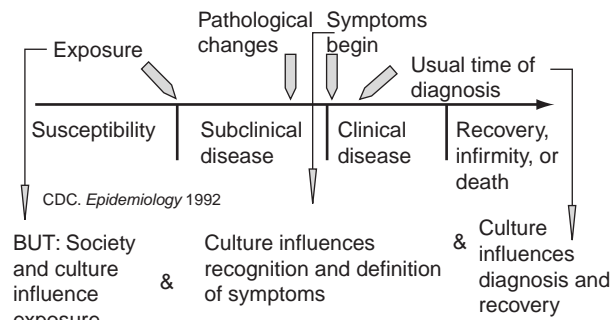 Pathological
changes
Symptoms
begin
Exposure
Usual time of
diagnosis
Susceptibility
Subclinical
disease
Clinical
disease
Recovery,
infirmity, or
death
CDC. Epidemiology 1992
BUT: Society
and culture
influence
exposure
&
Culture influences
recognition and definition
of symptoms
&
Culture
influences
diagnosis and
recovery